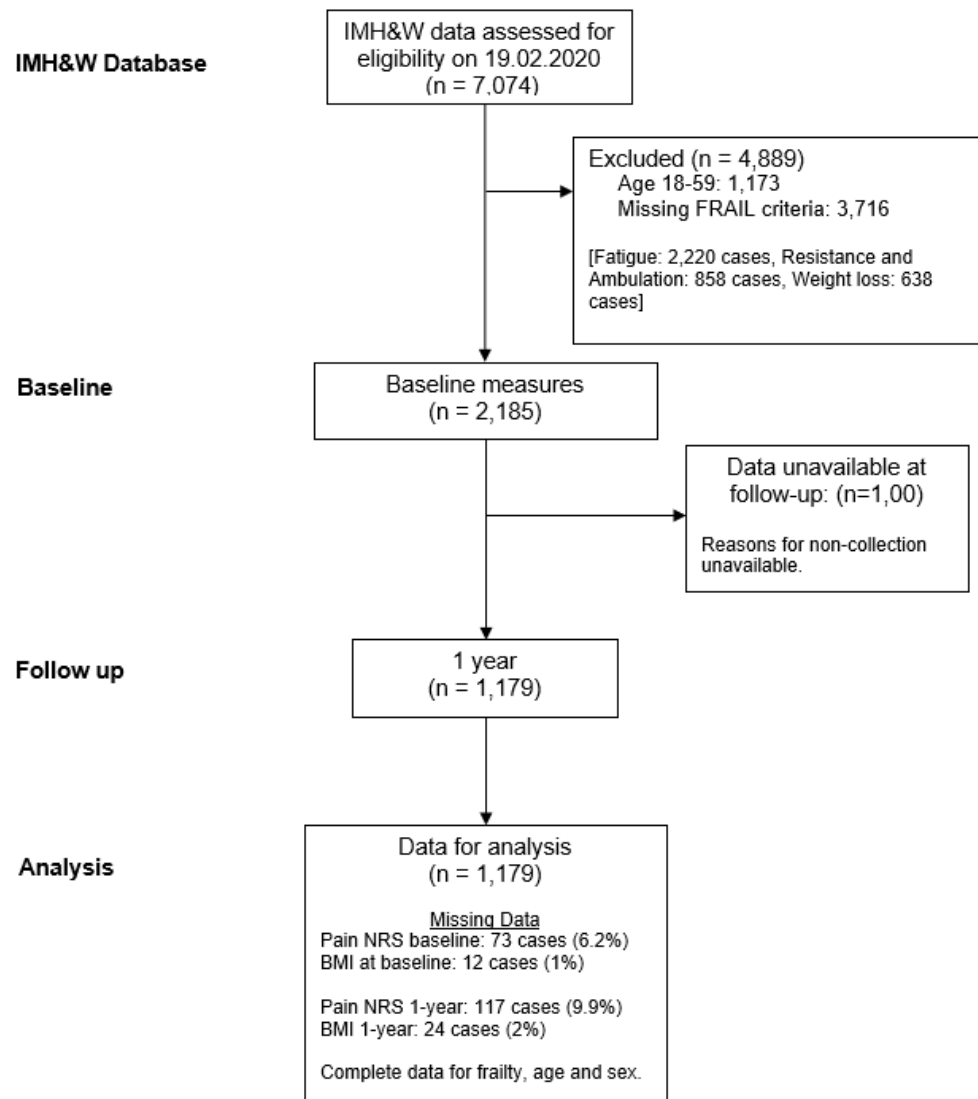 IMH&W Database
IMH&W data assessed for
eligibility on 19.02.2020
(n = 7,074)
Excluded (n = 4,889)
Age 18-59: 1,173
Missing FRAIL criteria: 3,716
[Fatigue: 2,220 cases, Resistance and
Ambulation: 858 cases, Weight loss: 638
cases]
Baseline
Baseline measures
(n = 2,185)
Data unavailable at
follow-up: (n=1,00)
Reasons for non-collection
unavailable.
Follow up
1 year
(n = 1,179)
Analysis
Data for analysis
(n = 1,179)
Missing Data
Pain NRS baseline: 73 cases (6.2%)
BMI at baseline: 12 cases (1%)
Pain NRS 1-year: 117 cases (9.9%)
BMI 1-year: 24 cases (2%)
Complete data for frailty, age and sex.